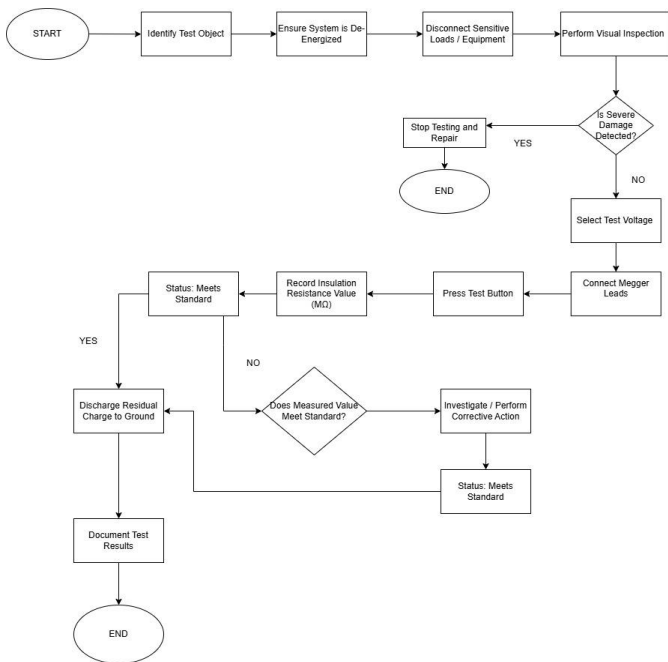 START
Identify Test Object
Ensure System is De-
Energized
Disconnect Sensitive
Loads / Equipment
Perform Visual Inspection
Is Severe
Damage
Detected?
YES
Stop Testing and
Repair
END
NO
Select Test Voltage
Connect Megger
Leads
Press Test Button
Record Insulation
Resistance Value
(MΩ)
Status: Meets
Standard
YES
NO
Does Measured Value
Meet Standard?
Investigate / Perform
Corrective Action
Status: Meets
Standard
Discharge Residual
Charge to Ground
Document Test
Results
END